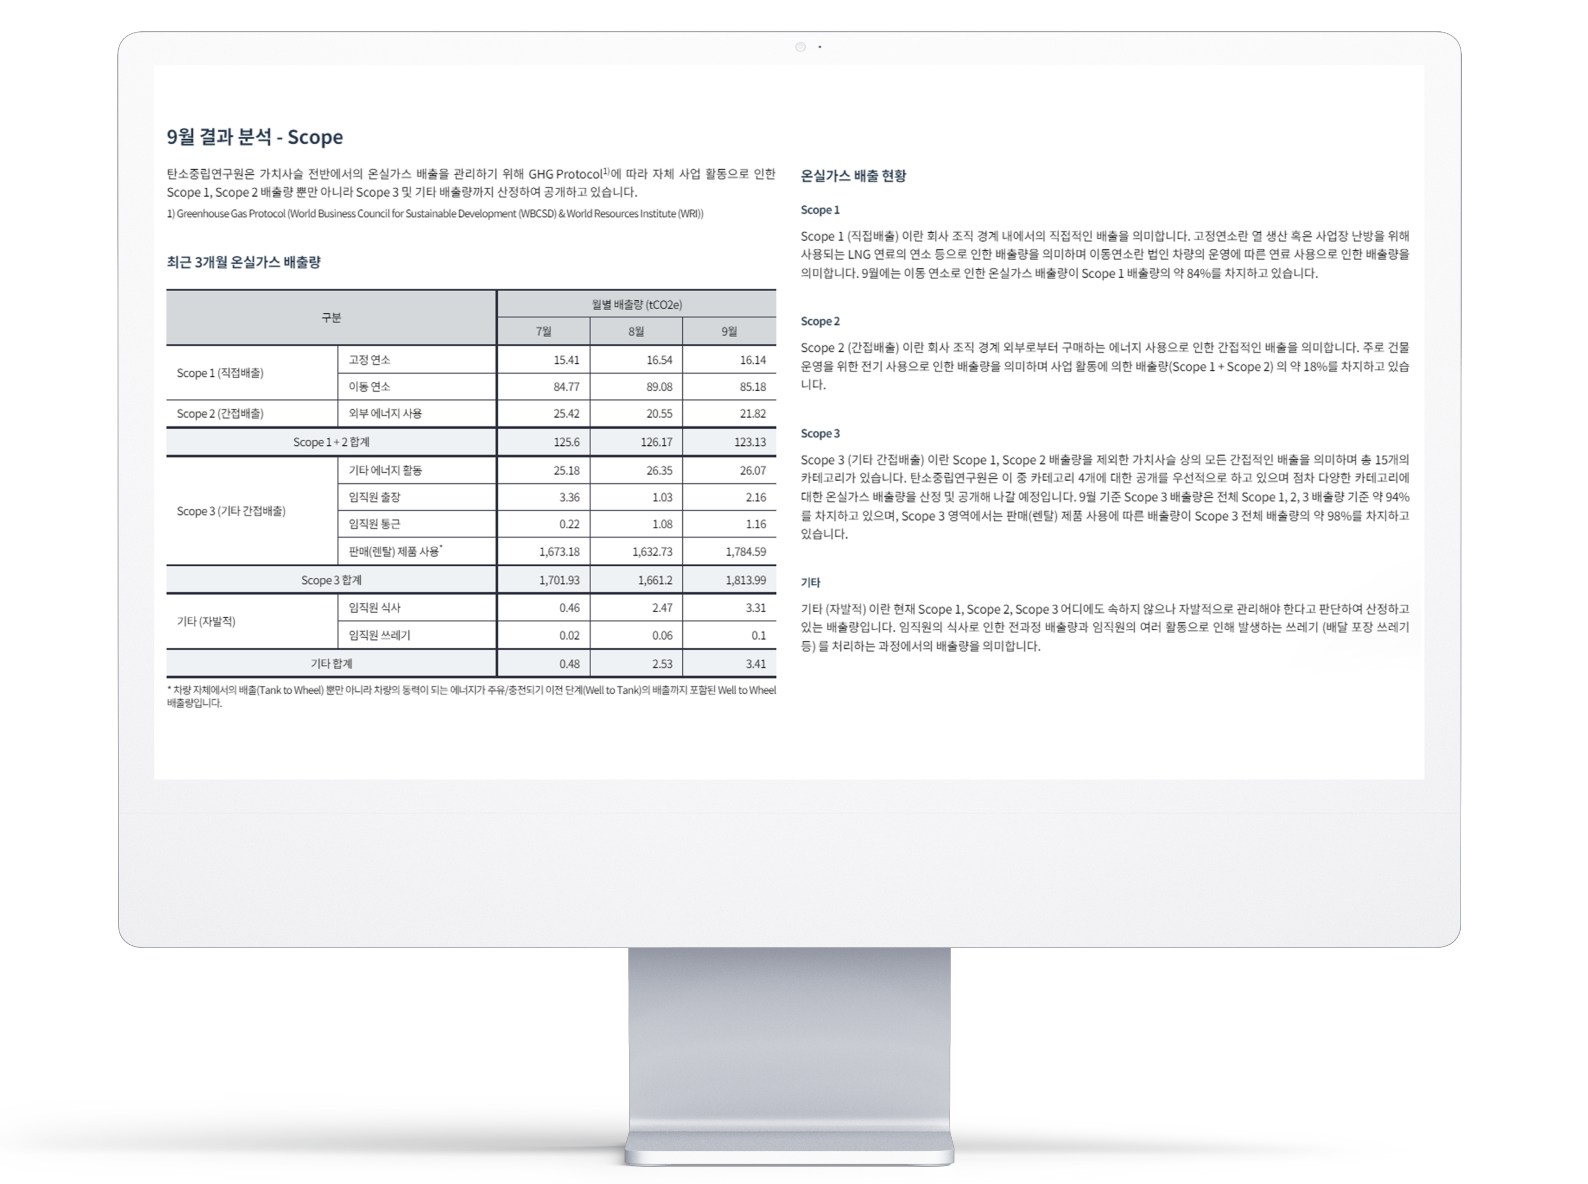 9월 결과 분석 - Scope
탄소중립연구원은 가치사슬 전반에서의 온실가스 배출을 관리하기 위해 GHG Protocol1)에 따라 자체 사업 활동으로 인한
Scope 1, Scope 2 배출량 뿐만 아니라 Scope 3 및 기타 배출량까지 산정하여 공개하고 있습니다.
1) Greenhouse Gas Protocol (World Business Council for Sustainable Development (WBCSD) & World Resources Institute (WRI))
최근 3개월 온실가스 배출량
구분 월별 배출량 (tCO2e)
7월 8월 9월
Scope 1 (직접배출) 고정 연소 15.41 16.54 16.14
이동 연소 84.77 89.08 85.18
Scope 2 (간접배출) 외부 에너지 사용 25.42 20.55 21.82
Scope 1 + 2 합계 125.6 126.17 123.13
Scope 3 (기타 간접배출) 기타 에너지 활동 25.18 26.35 26.07
임직원 출장 3.36 1.03 2.16
임직원 통근 0.22 1.08 1.16
판매(렌탈) 제품 사용* 1,673.18 1,632.73 1,784.59
Scope 3 합계 1,701.93 1,661.2 1,813.99
기타 (자발적) 임직원 식사 0.46 2.47 3.31
임직원 쓰레기 0.02 0.06 0.1
기타 합계 0.48 2.53 3.41
* 차량 자체에서의 배출(Tank to Wheel) 뿐만 아니라 차량의 동력이 되는 에너지가 주유/충전되기 이전 단계(Well to Tank)의 배출까지 포함된 Well to Wheel
배출량입니다.
온실가스 배출 현황
Scope 1
Scope 1 (직접배출) 이란 회사 조직 경계 내에서의 직접적인 배출을 의미합니다. 고정연소란 열 생산 혹은 사업장 난방을 위해
사용되는 LNG 연료의 연소 등으로 인한 배출량을 의미하며 이동연소란 법인 차량의 운영에 따른 연료 사용으로 인한 배출량을
의미합니다. 9월에는 이동 연소로 인한 온실가스 배출량이 Scope 1 배출량의 약 84%를 차지하고 있습니다.
Scope 2
Scope 2 (간접배출) 이란 회사 조직 경계 외부로부터 구매하는 에너지 사용으로 인한 간접적인 배출을 의미합니다. 주로 건물
운영을 위한 전기 사용으로 인한 배출량을 의미하며 사업 활동에 의한 배출량(Scope 1 + Scope 2) 의 약 18%를 차지하고 있습
니다.
Scope 3
Scope 3 (기타 간접배출) 이란 Scope 1, Scope 2 배출량을 제외한 가치사슬 상의 모든 간접적인 배출을 의미하며 총 15개의
카테고리가 있습니다. 탄소중립연구원은 이 중 카테고리 4개에 대한 공개를 우선적으로 하고 있으며 점차 다양한 카테고리에
대한 온실가스 배출량을 산정 및 공개해 나갈 예정입니다. 9월 기준 Scope 3 배출량은 전체 Scope 1, 2, 3 배출량 기준 약 94%
를 차지하고 있으며, Scope 3 영역에서는 판매(렌탈) 제품 사용에 따른 배출량이 Scope 3 전체 배출량의 약 98%를 차지하고
있습니다.
기타
기타 (자발적) 이란 현재 Scope 1, Scope 2, Scope 3 어디에도 속하지 않으나 자발적으로 관리해야 한다고 판단하여 산정하고
있는 배출량입니다. 임직원의 식사로 인한 전과정 배출량과 임직원의 여러 활동으로 인해 발생하는 쓰레기 (배달 포장 쓰레기
등) 를 처리하는 과정에서의 배출량을 의미합니다.